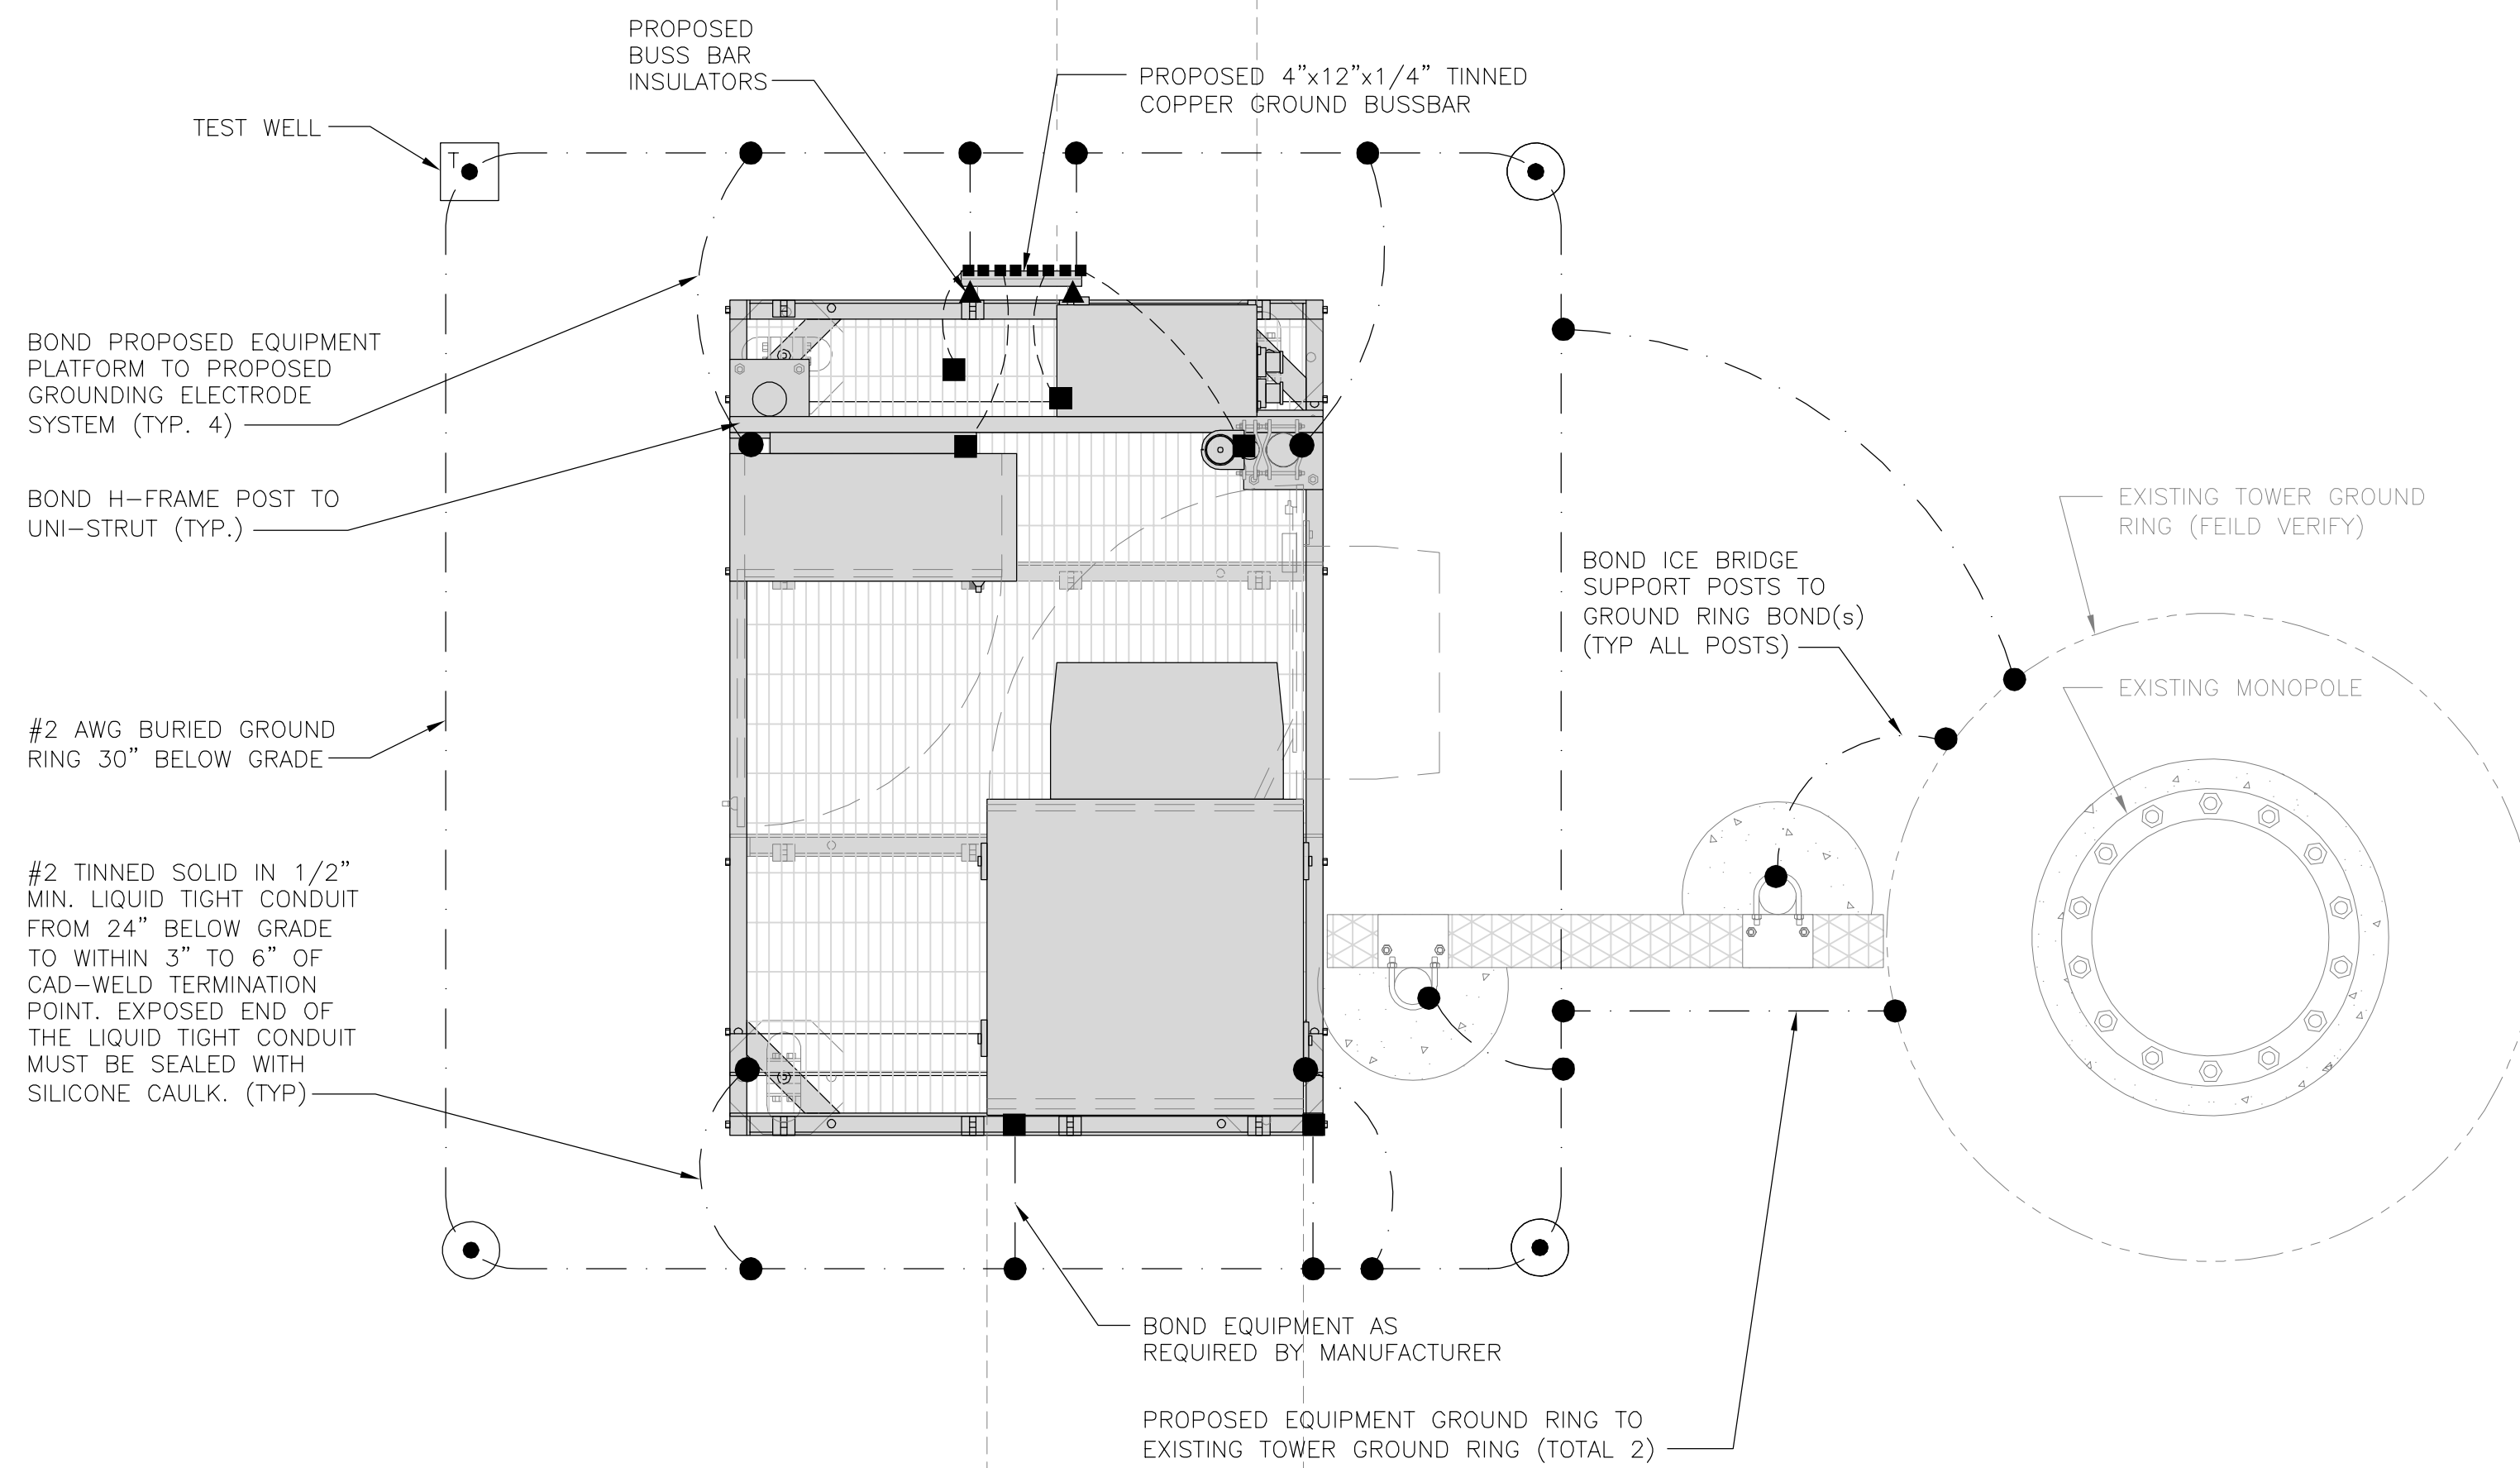 PROPOSED
BUSS BAR
INSULATORS
PROPOSED 4”x12”x1/4” TINNED
COPPER GROUND BUSSBAR
TEST WELL
T
BOND PROPOSED EQUIPMENT
PLATFORM TO PROPOSED
GROUNDING ELECTRODE
SYSTEM (TYP. 4)
BOND H-FRAME POST TO
UNI-STRUT (TYP.)
EXISTING TOWER GROUND
RING (FEILD VERIFY)
BOND ICE BRIDGE
SUPPORT POSTS TO
GROUND RING BOND(s)
(TYP ALL POSTS)
EXISTING MONOPOLE
#2 AWG BURIED GROUND
RING 30” BELOW GRADE
#2 TINNED SOLID IN 1/2”
MIN. LIQUID TIGHT CONDUIT
FROM 24” BELOW GRADE
TO WITHIN 3” TO 6” OF
CAD-WELD TERMINATION
POINT. EXPOSED END OF
THE LIQUID TIGHT CONDUIT
MUST BE SEALED WITH
SILICONE CAULK. (TYP)
BOND EQUIPMENT AS
REQUIRED BY MANUFACTURER
PROPOSED EQUIPMENT GROUND RING TO
EXISTING TOWER GROUND RING (TOTAL 2)